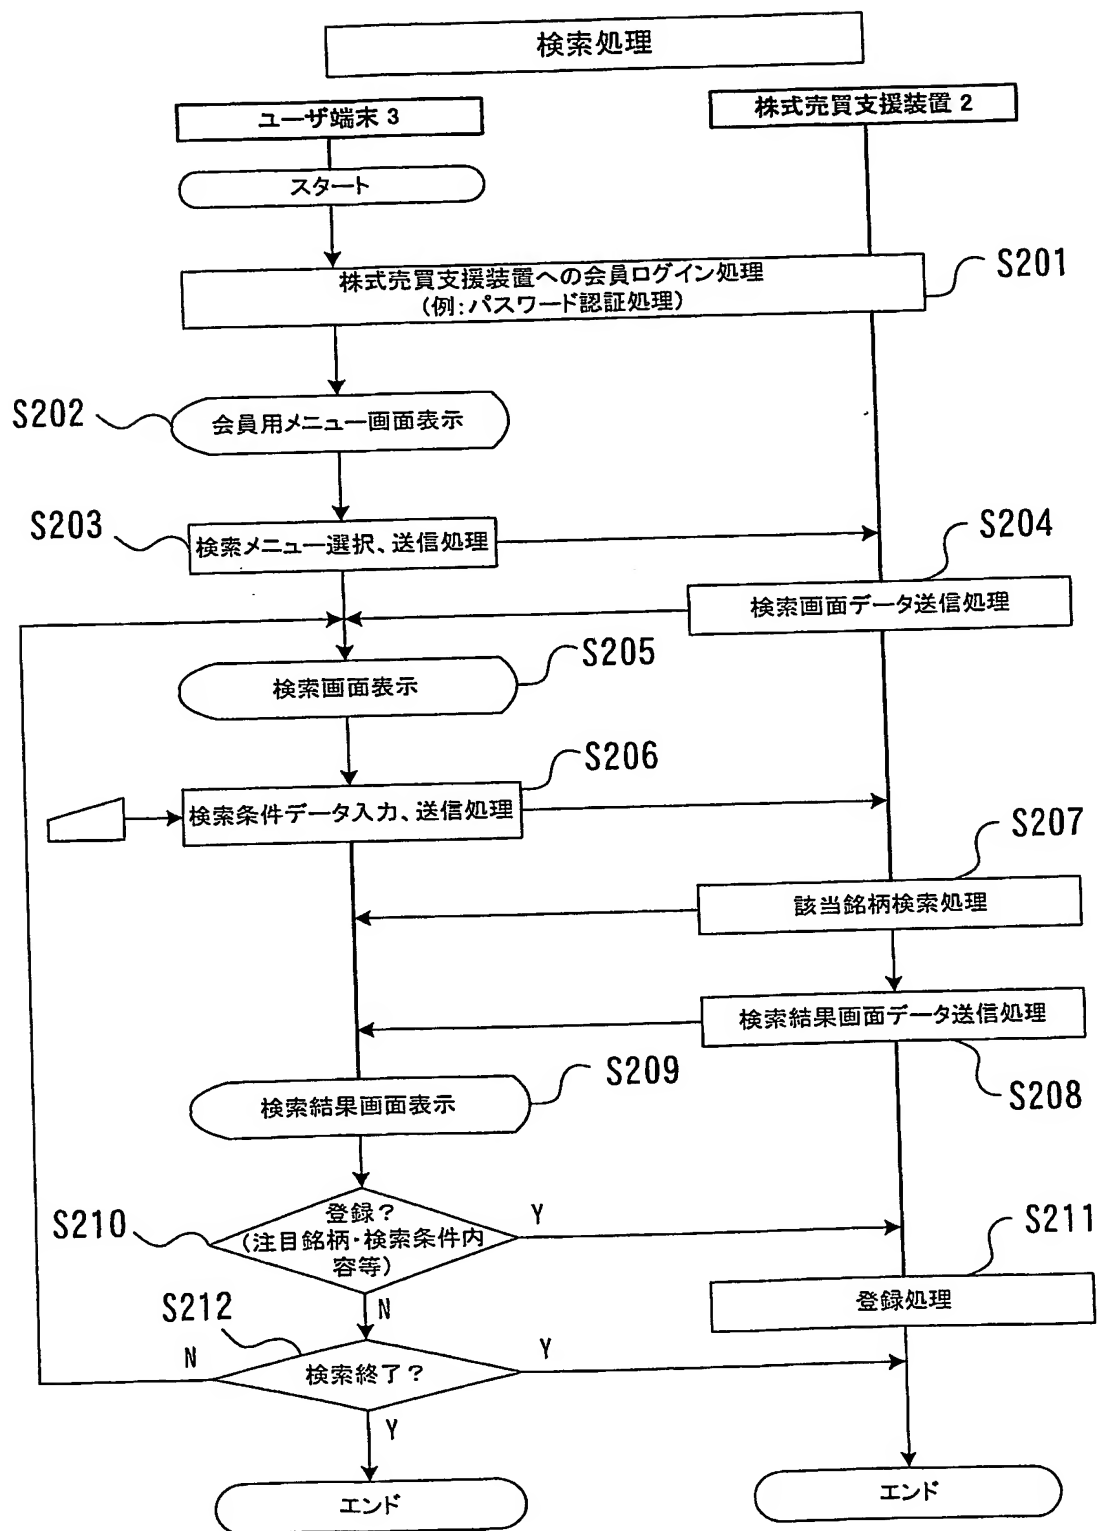 検索処理
ユーザ端末 3
株式売買支援装置 2
スタート
株式売買支援装置への会員ログイン処理
(例:パスワード認証処理)
S201
S202
会員用メニュー画面表示
S203
検索メニュー選択、送信処理
S204
検索画面データ送信処理
S205
検索画面表示
S206
検索条件データ入力、送信処理
S207
該当銘柄検索処理
検索結果画面データ送信処理
S208
S209
検索結果画面表示
S210
登録?
(注目銘柄・検索条件内
容等)
Y
N
S211
登録処理
S212
検索終了?
N
Y
Y
エンド
エンド